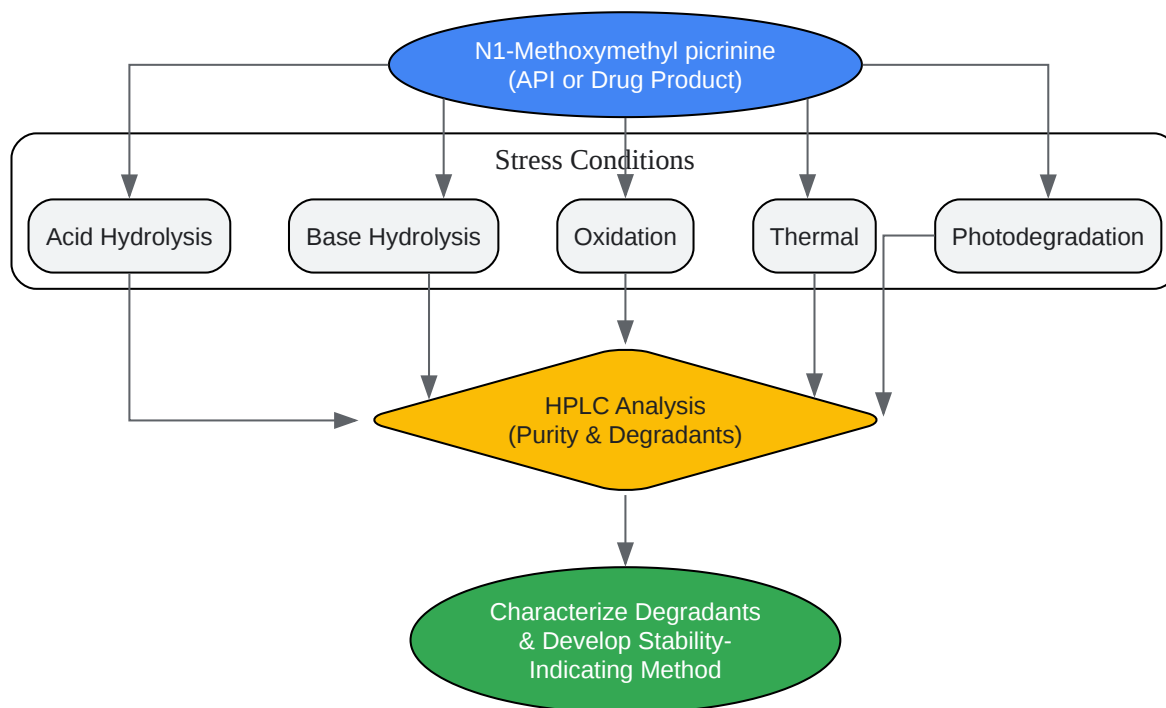 N1-Methoxymethyl picrinine
(API or Drug Product)
Stress Conditions
Acid Hydrolysis
Base Hydrolysis
Oxidation
Thermal
Photodegradation
HPLC Analysis
(Purity & Degradants)
Characterize Degradants
& Develop Stability-
Indicating Method